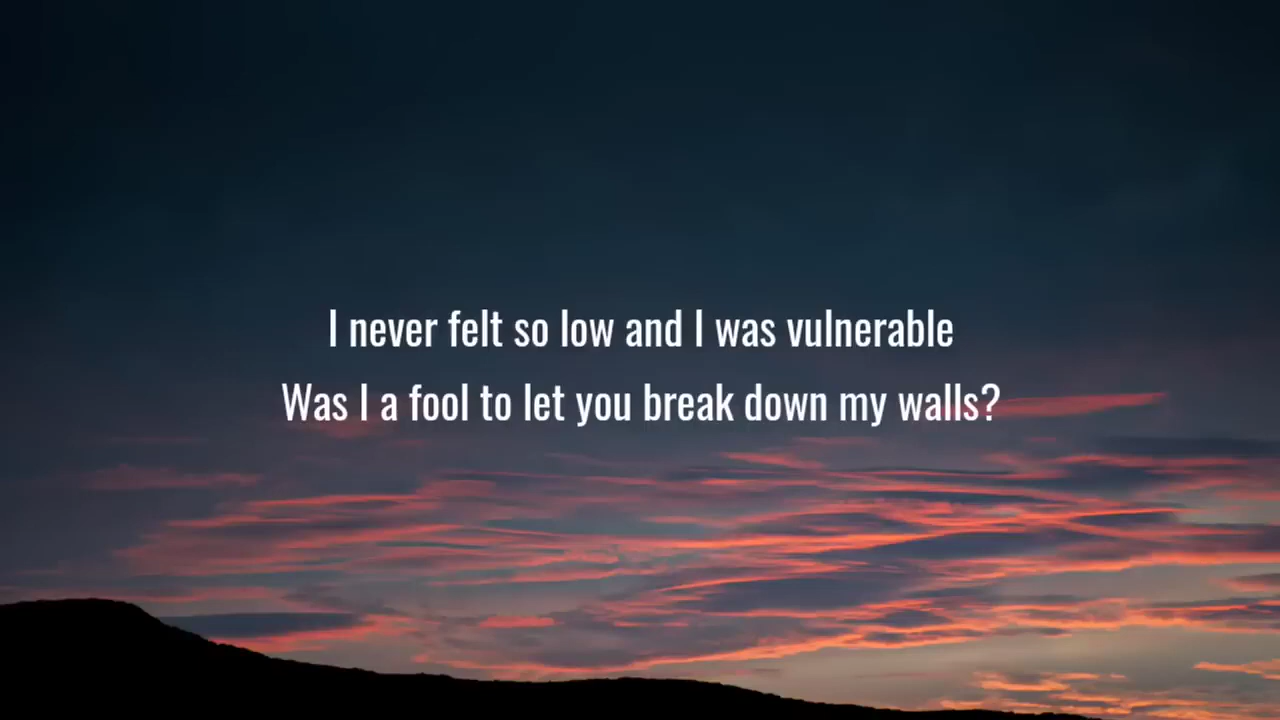 I never felt so low and I was vulnerable
Was I a fool to let you break down my walls?